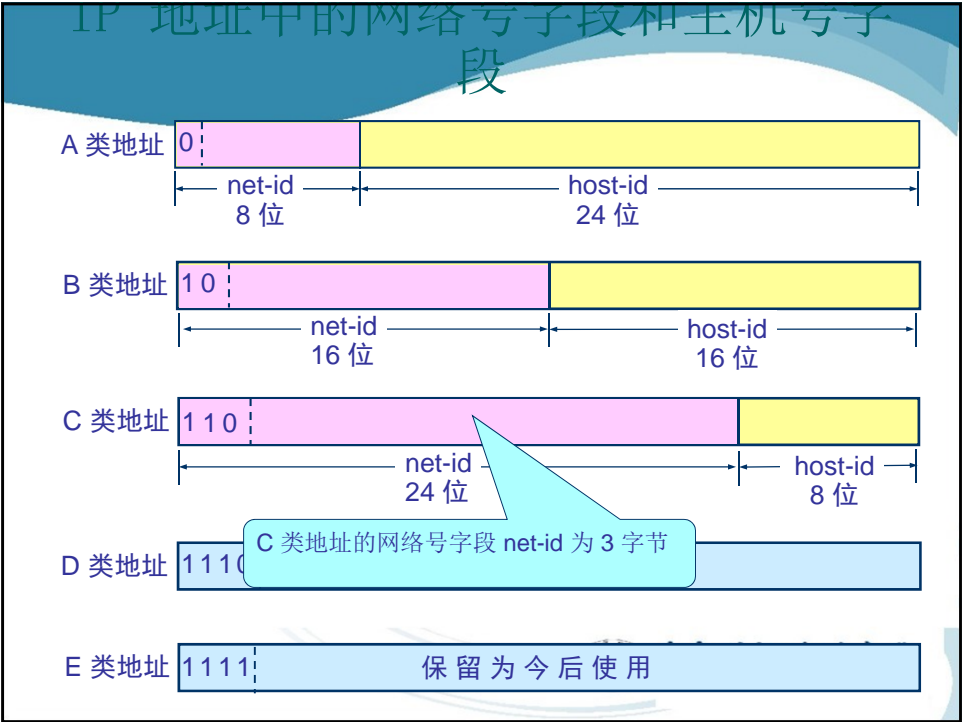 IP 地址中的网络号字段和主机号字
段
A 类地址 0
net-id host-id
8 位 24 位
B 类地址 1 0
net-id host-id
16 位 16 位
C 类地址 1 1 0
net-id host-id
24 位 8 位
C 类地址的网络号字段 net-id 为 3 字节
D 类地址 1 1 1 0
E 类地址 1 1 1 1 保 留 为 今 后 使 用